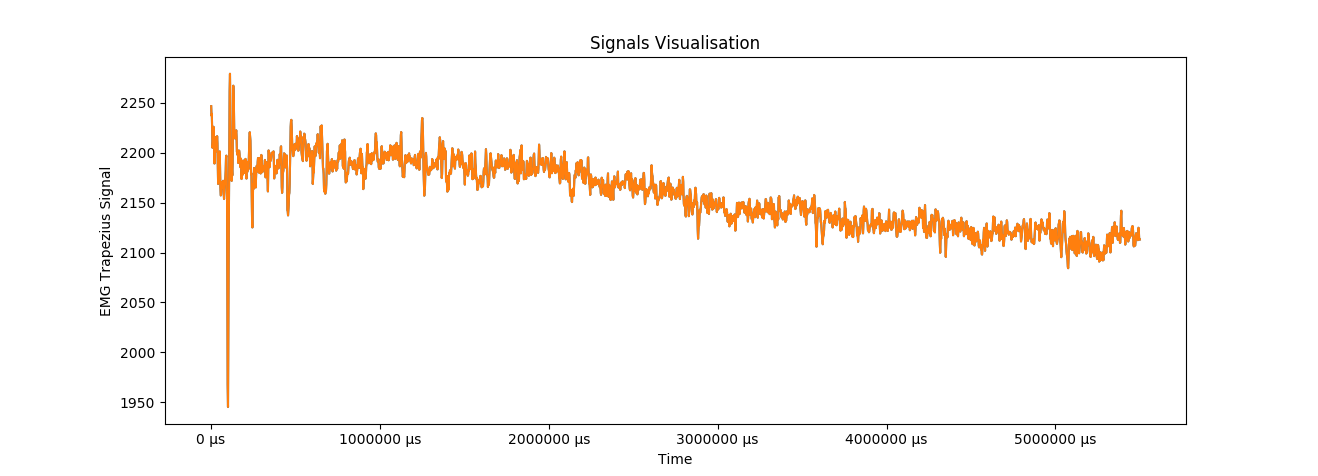 Signals Visualisation
EMG Trapezius Signal
2250
2200
2150
2100
2050
2000
1950
0 µs 1000000 µs 2000000 µs 3000000 µs 4000000 µs 5000000 µs
Time